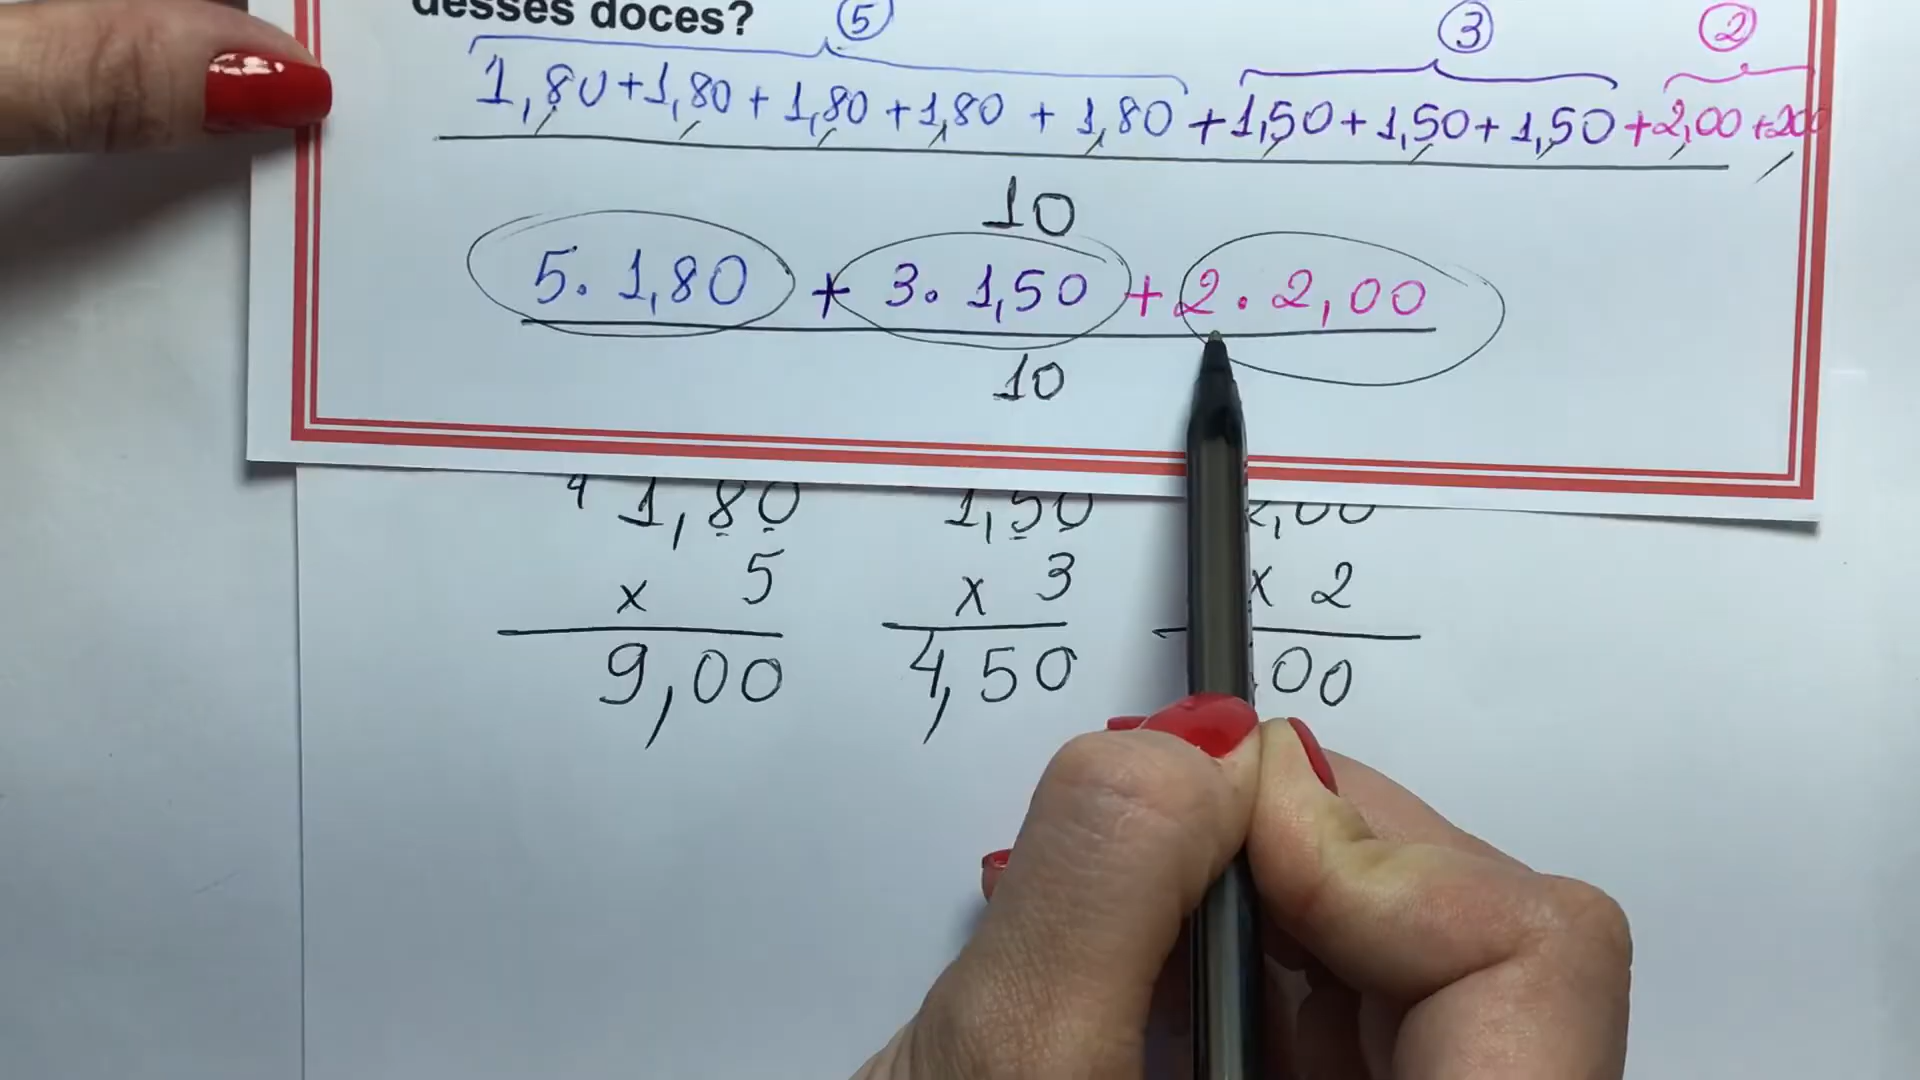 desses doces?
5 3 2
1,80+1,80+1,80+1,80+1,80+1,50+1,50+1,50+2,00+200
10
5.1,80+3.1,50+2.2,00
10
4 1,80 1,50 2,00
x 5 x 3 x 2
9,00 4,50 ,00